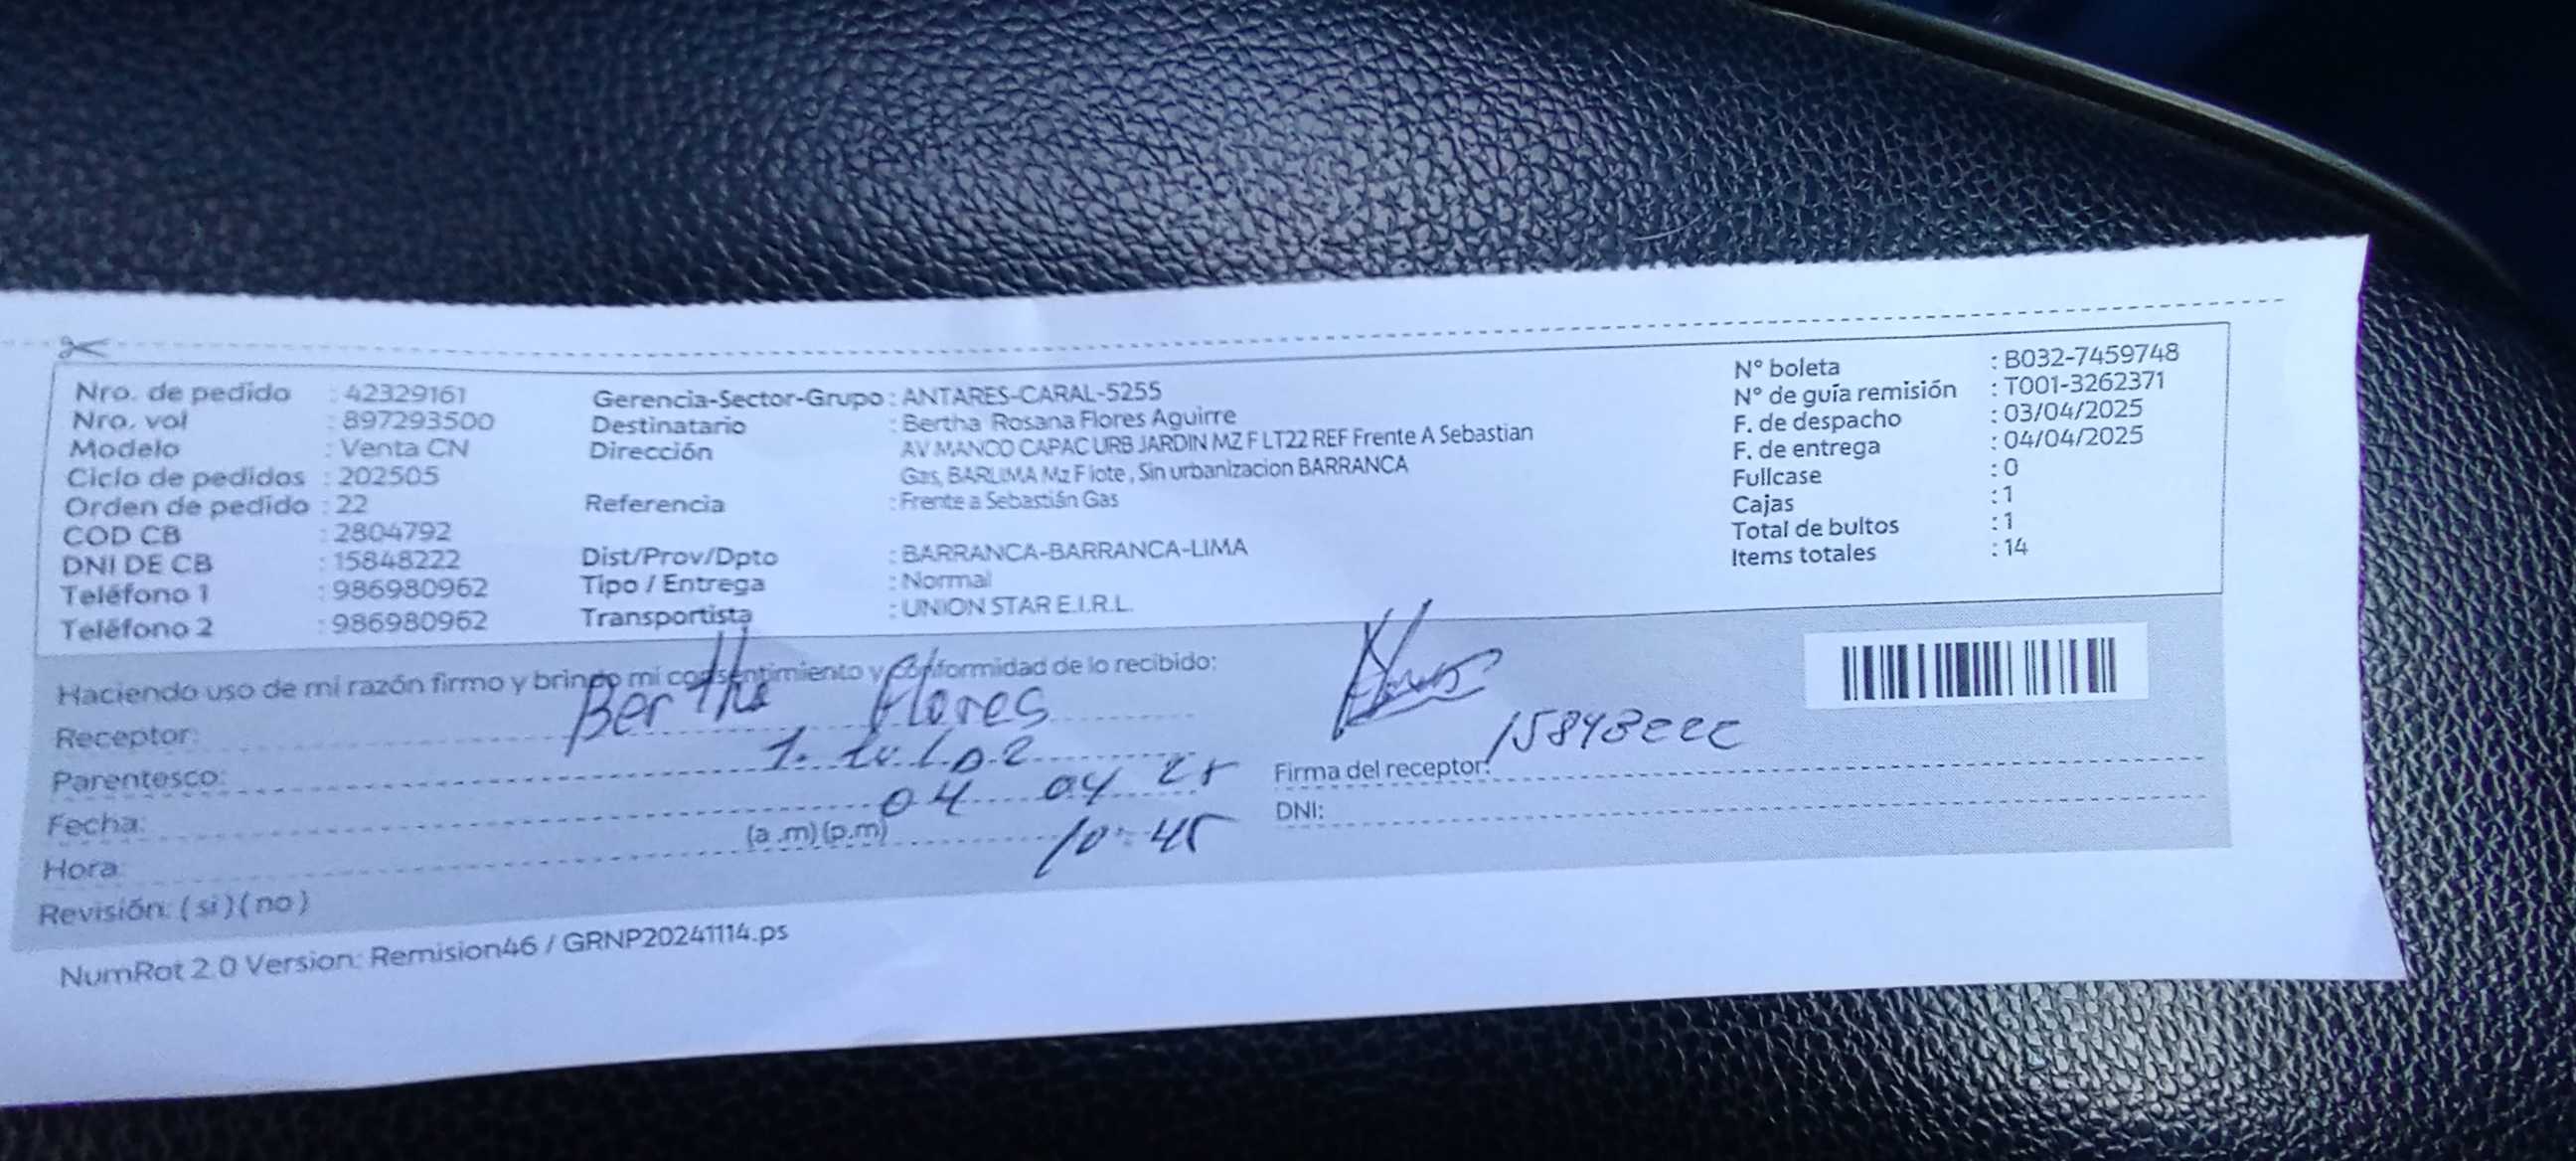 Nro. de pedido : 42329161
Nro. vol : 897293500
Modelo : Venta CN
Ciclo de pedidos : 202505
Orden de pedido : 22
COD CB : 2804792
DNI DE CB : 15848222
Teléfono 1 : 986980962
Teléfono 2 : 986980962
Gerencia-Sector-Grupo : ANTARES-CARAL-5255
Destinatario : Bertha Rosana Flores Aguirre
Dirección : AV MANCO CAPAC URB JARDIN MZ F LT22 REF Frente A Sebastian
Gas, BARLIMA Mz F lote , Sin urbanizacion BARRANCA
Referencia : Frente a Sebastián Gas
Dist/Prov/Dpto : BARRANCA-BARRANCA-LIMA
Tipo / Entrega : Normal
Transportista : UNION STAR E.I.R.L.
N° boleta : B032-7459748
N° de guía remisión : T001-3262371
F. de despacho : 03/04/2025
F. de entrega : 04/04/2025
Fullcase : 0
Cajas : 1
Total de bultos : 1
Items totales : 14
Haciendo uso de mi razón firmo y brindo mi consentimiento y conformidad de lo recibido:
Receptor: Bertha Flores
Parentesco:
Fecha: 04 04 25
Hora: (a.m)(p.m) 10:45
Revisión: (si)(no)
Firma del receptor: 15848222
DNI:
NumRot 2.0 Version: Remision46 / GRNP20241114.ps